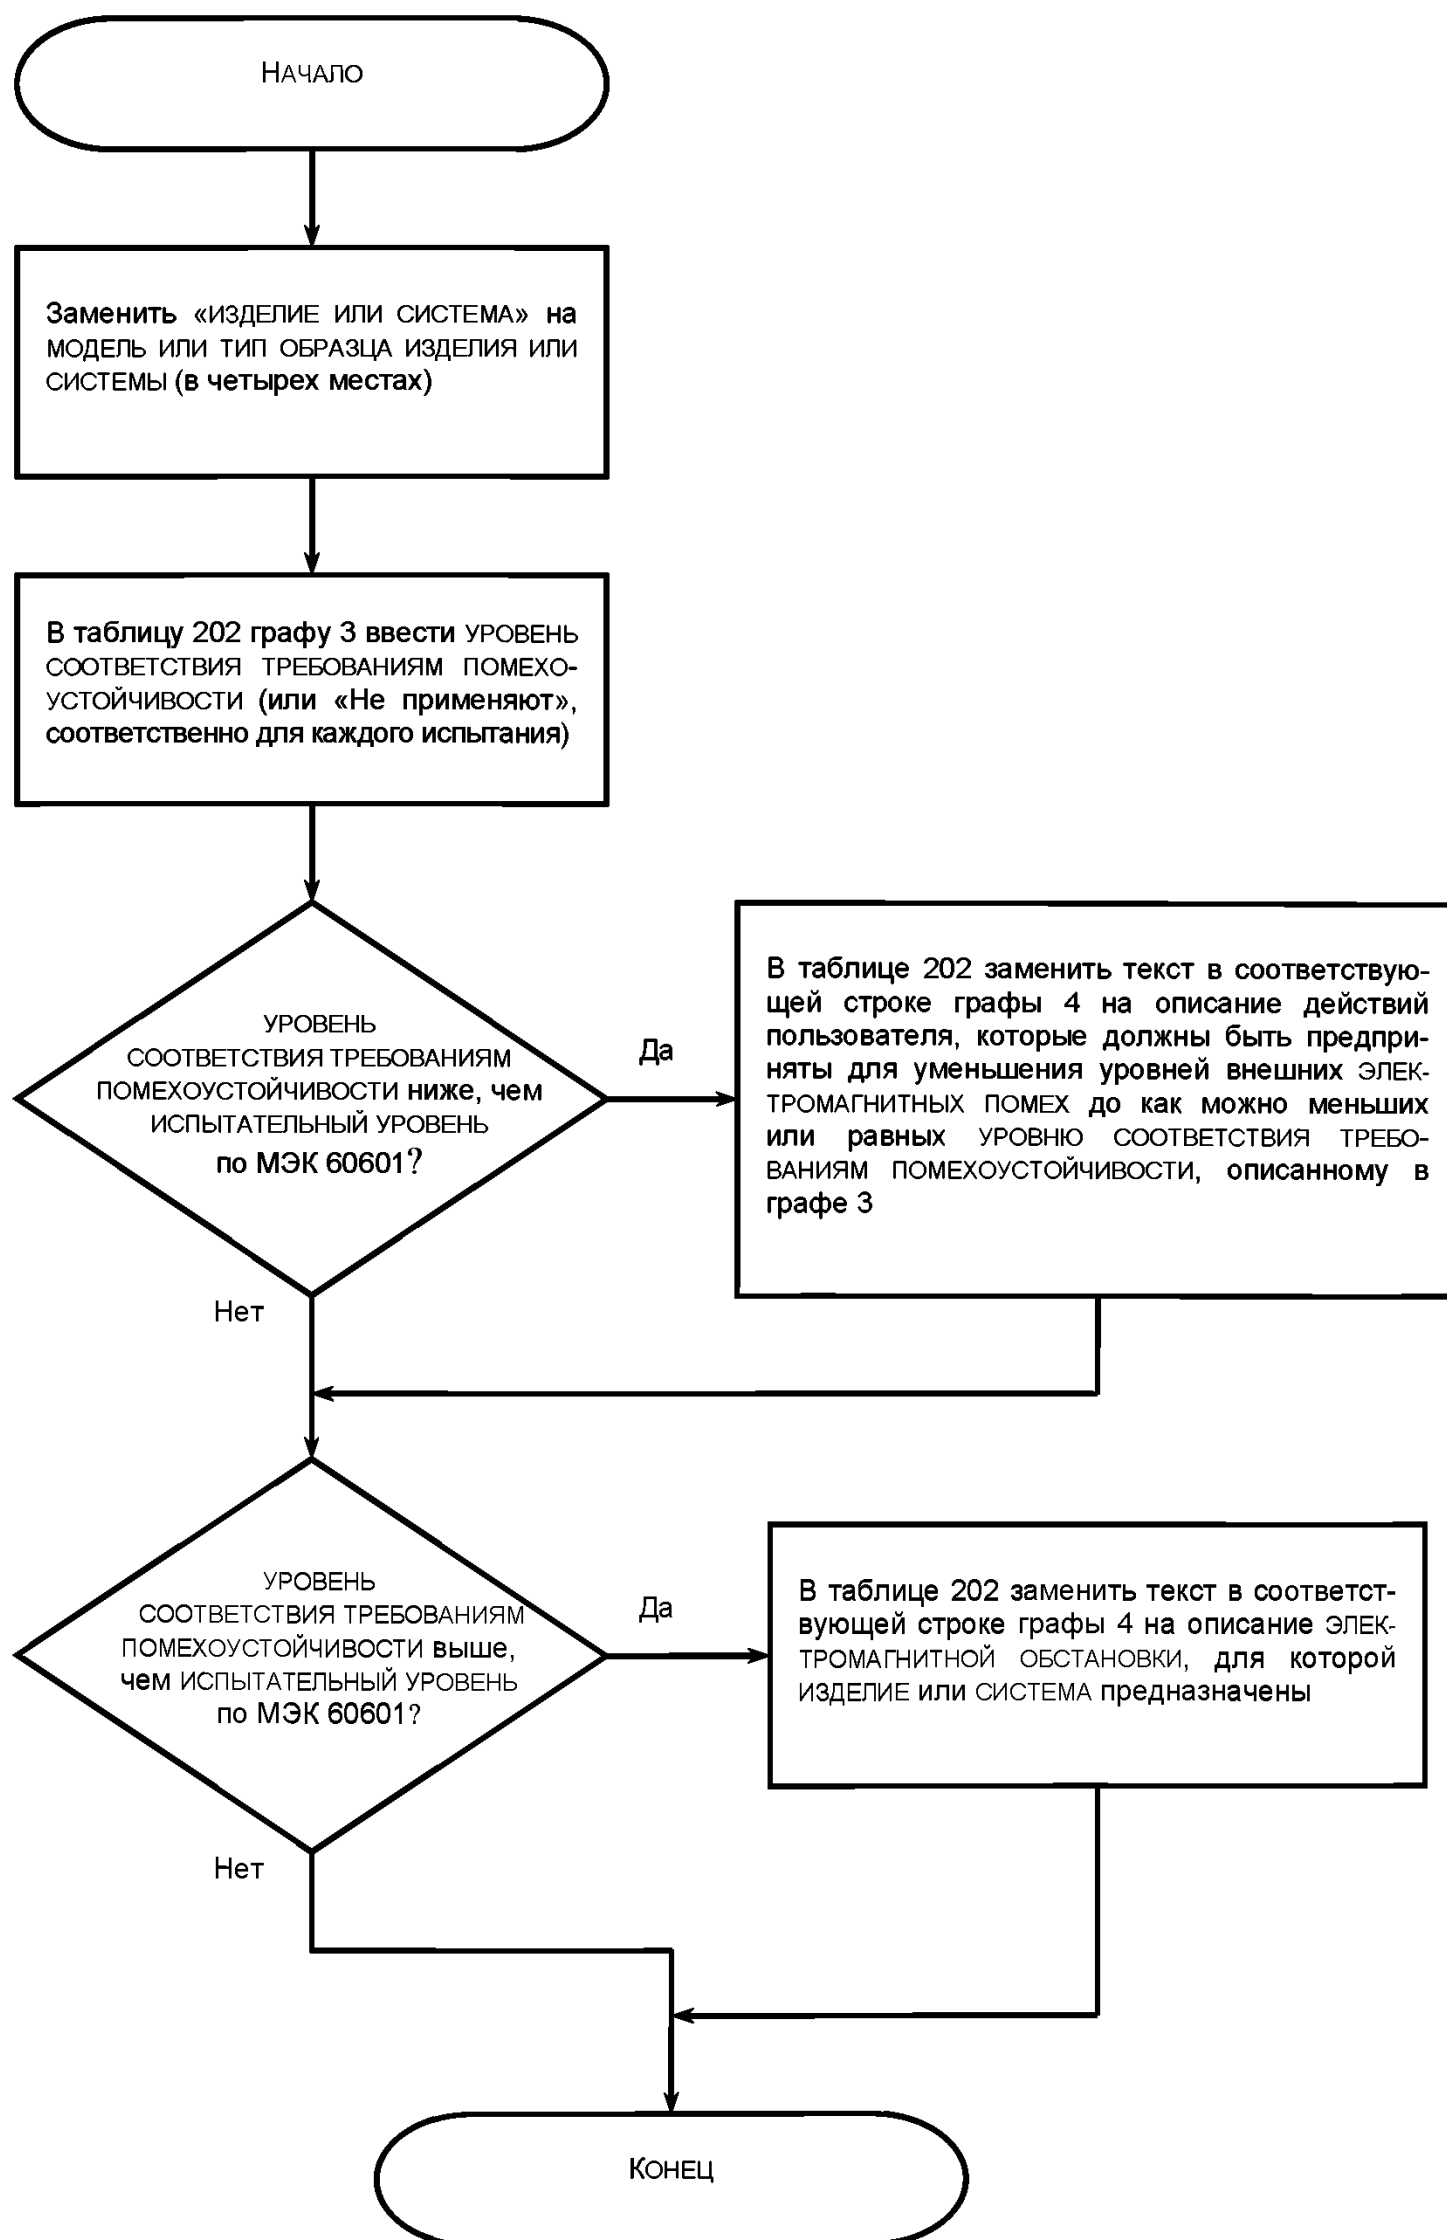 НАЧАЛО
Заменить «ИЗДЕЛИЕ ИЛИ СИСТЕМА» на
МОДЕЛЬ ИЛИ ТИП ОБРАЗЦА ИЗДЕЛИЯ ИЛИ
СИСТЕМЫ (в четырех местах)
В таблицу 202 графу 3 ввести УРОВЕНЬ
СООТВЕТСТВИЯ ТРЕБОВАНИЯМ ПОМЕХО-
УСТОЙЧИВОСТИ (или «Не применяют»,
соответственно для каждого испытания)
УРОВЕНЬ
СООТВЕТСТВИЯ ТРЕБОВАНИЯМ
ПОМЕХОУСТОЙЧИВОСТИ ниже, чем
ИСПЫТАТЕЛЬНЫЙ УРОВЕНЬ
по МЭК 60601?
Да
В таблице 202 заменить текст в соответствую-
щей строке графы 4 на описание действий
пользователя, которые должны быть предпри-
няты для уменьшения уровней внешних ЭЛЕК-
ТРОМАГНИТНЫХ ПОМЕХ до как можно меньших
или равных УРОВНЮ СООТВЕТСТВИЯ ТРЕБО-
ВАНИЯМ ПОМЕХОУСТОЙЧИВОСТИ, описанному в
графе 3
Нет
УРОВЕНЬ
СООТВЕТСТВИЯ ТРЕБОВАНИЯМ
ПОМЕХОУСТОЙЧИВОСТИ выше,
чем ИСПЫТАТЕЛЬНЫЙ УРОВЕНЬ
по МЭК 60601?
Да
В таблице 202 заменить текст в соответст-
вующей строке графы 4 на описание ЭЛЕК-
ТРОМАГНИТНОЙ ОБСТАНОВКИ, для которой
ИЗДЕЛИЕ или СИСТЕМА предназначены
Нет
КОНЕЦ